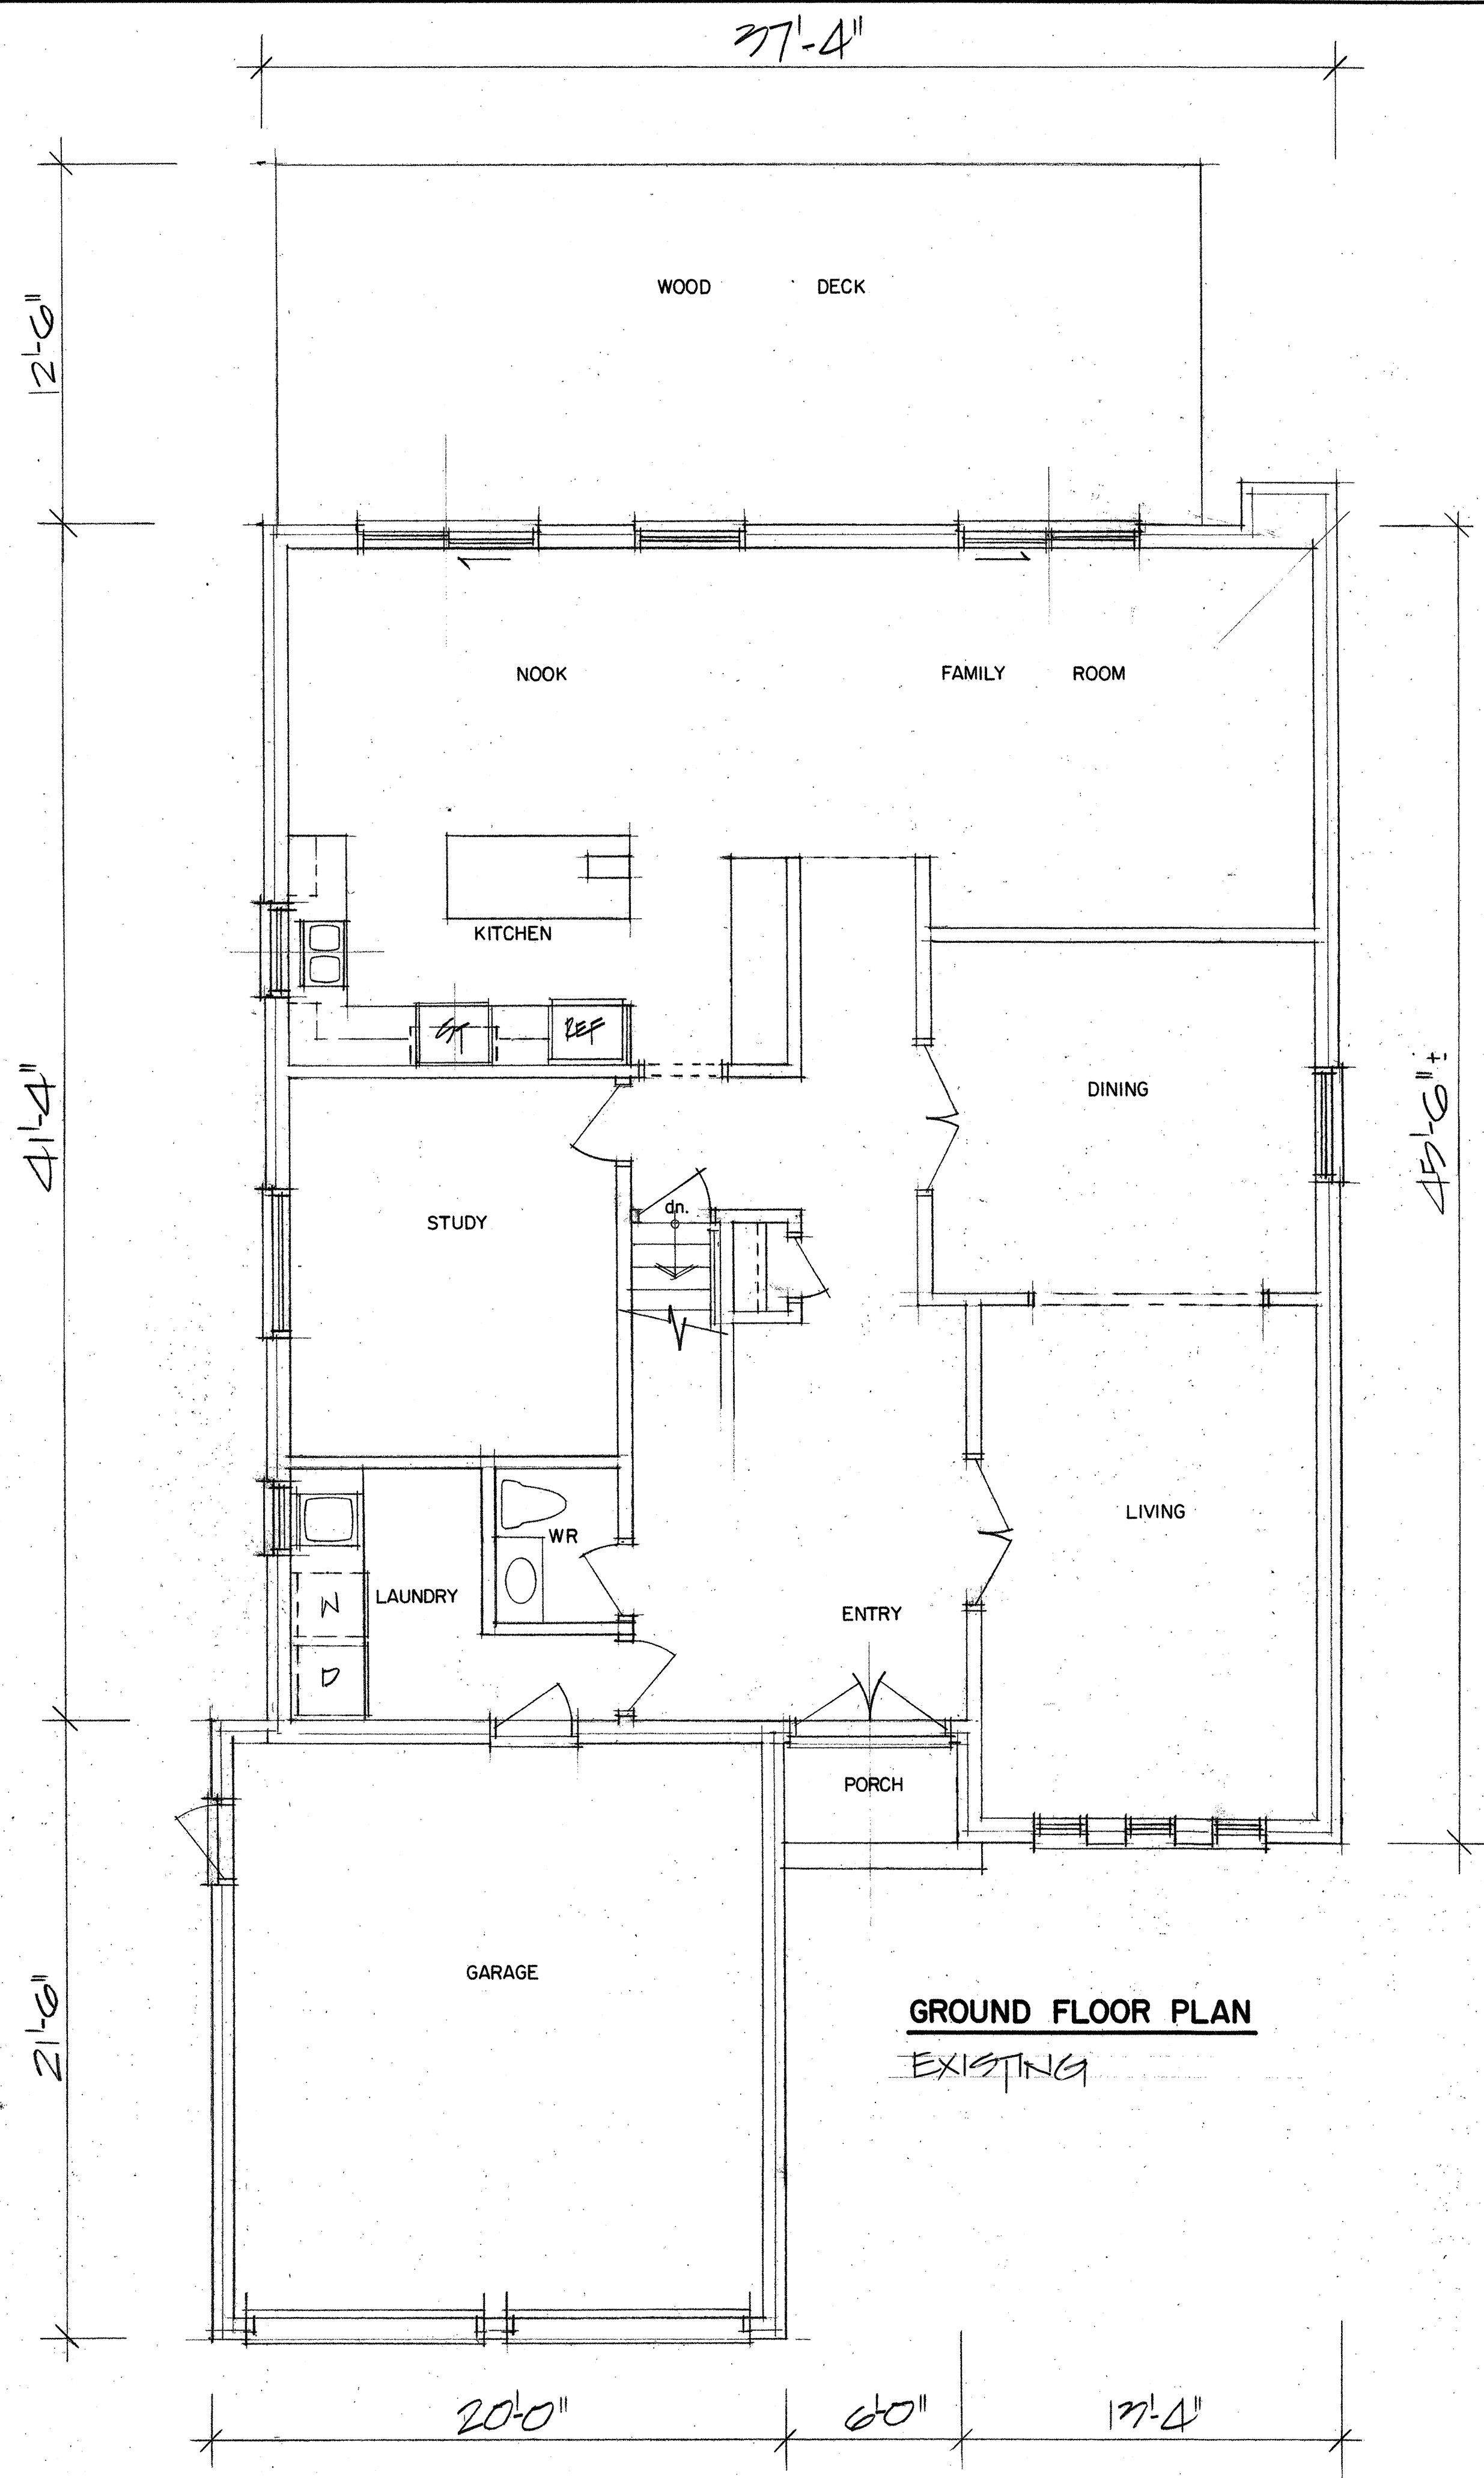 37'-4"
12'-6"
WOOD DECK
NOOK
FAMILY ROOM
KITCHEN
ST
REF
41'-4"
DINING
45'-6"±
STUDY
dn.
LIVING
WR
LAUNDRY
W
D
ENTRY
PORCH
GARAGE
21'-6"
GROUND FLOOR PLAN
EXISTING
20'-0"
6'-0"
13'-4"